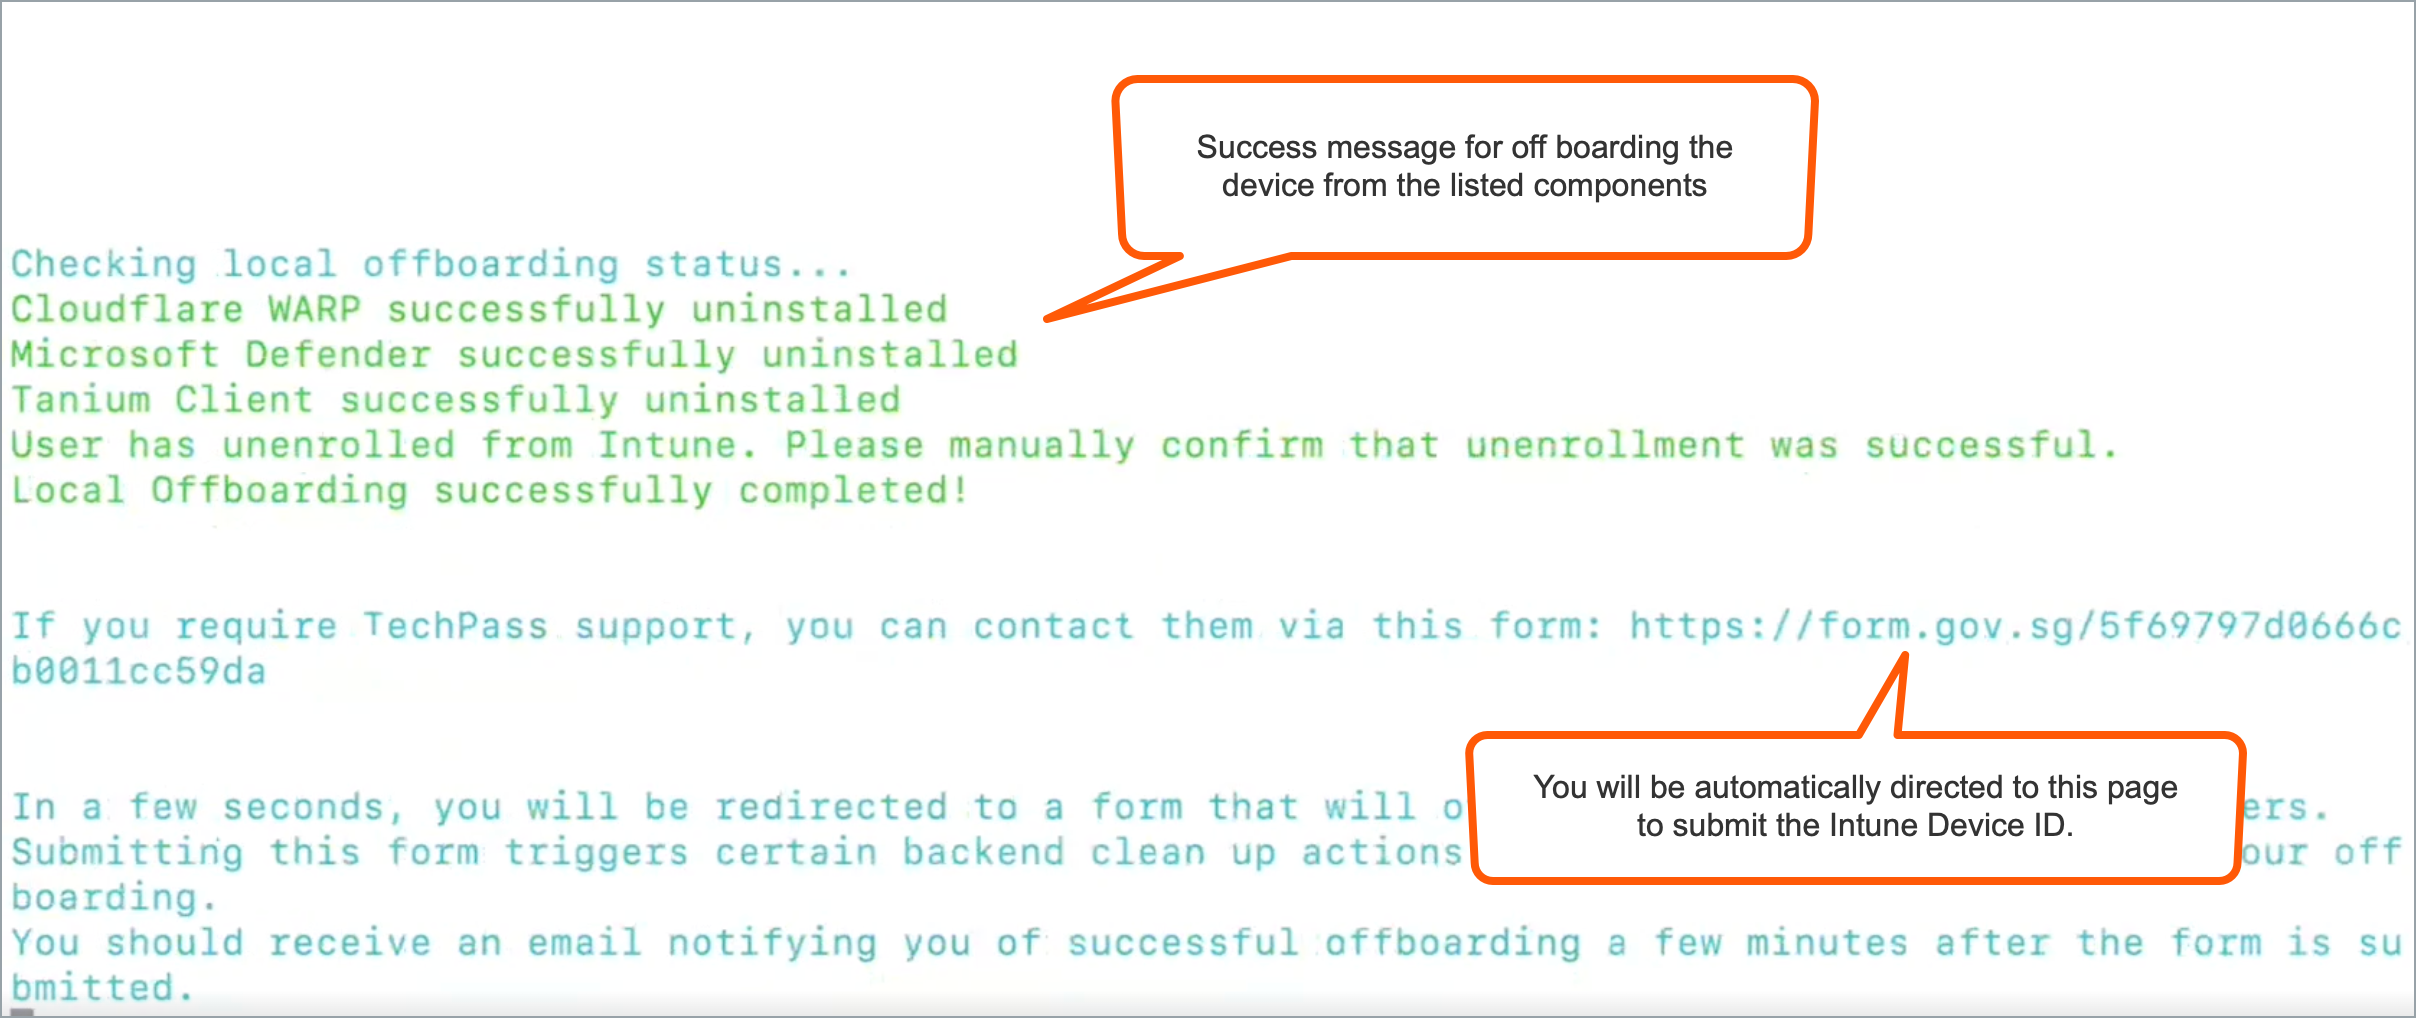 Success message for off boarding the
device from the listed components
Checking local offboarding status...
Cloudflare WARP successfully uninstalled
Microsoft Defender successfully uninstalled
Tanium Client successfully uninstalled
User has unenrolled from Intune. Please manually confirm that unenrollment was successful.
Local Offboarding successfully completed!
If you require TechPass support, you can contact them via this form: https://form.gov.sg/5f69797d0666c
b0011cc59da
You will be automatically directed to this page
to submit the Intune Device ID.
In a few seconds, you will be redirected to a form that will o ers.
Submitting this form triggers certain backend clean up actions our off
boarding.
You should receive an email notifying you of successful offboarding a few minutes after the form is su
bmitted.